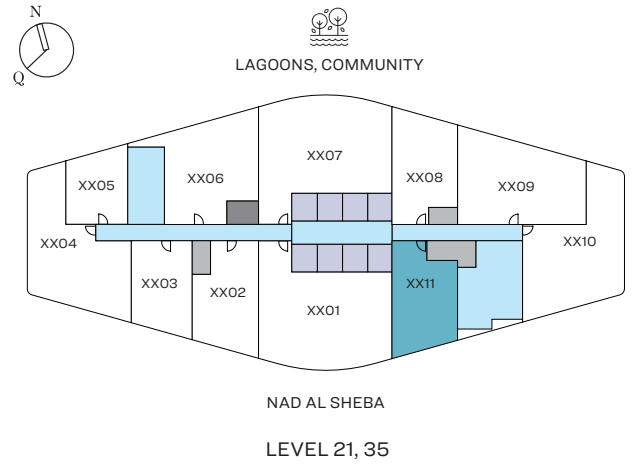 N
Q
LAGOONS, COMMUNITY
XX07
XX08
XX05
XX06
XX09
XX04
XX10
XX03
XX02
XX11
XX01
NAD AL SHEBA
LEVEL 21, 35